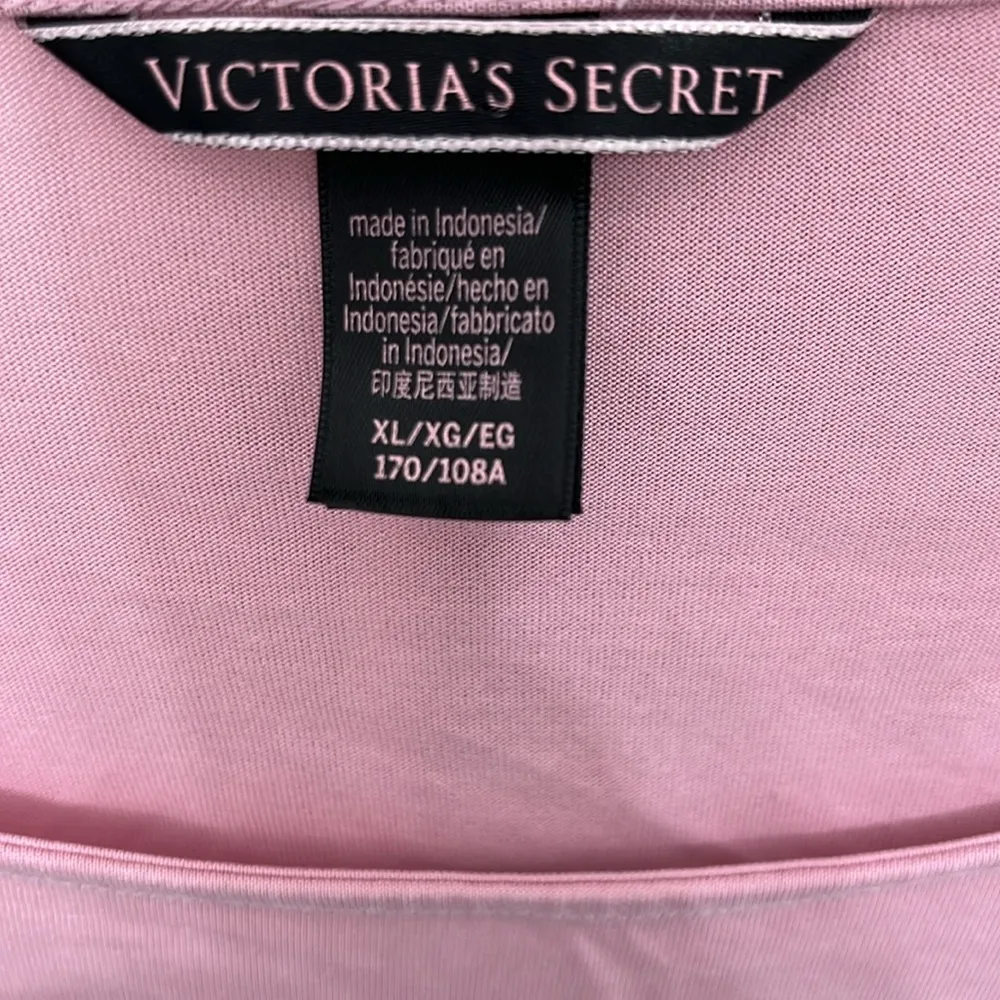 VICTORIA'S SECRET
made in Indonesia/
fabriqué en
Indonésie/hecho en
Indonesia/fabbricato
in Indonesia/
印度尼西亚制造
XL/XG/EG
170/108A